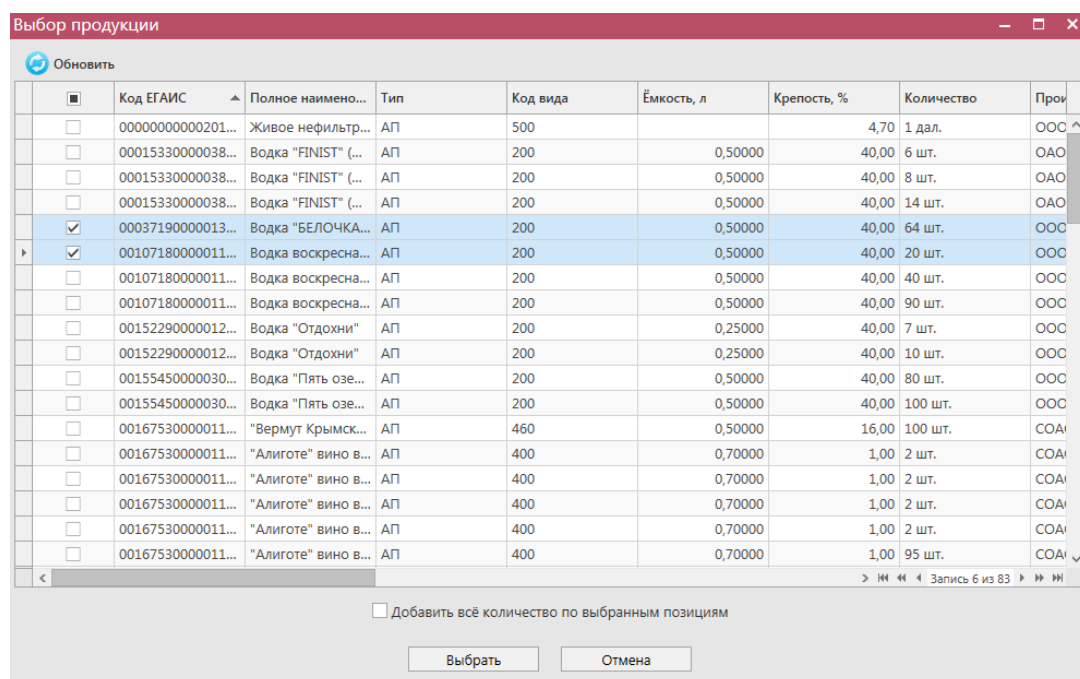 Выбор продукции
Обновить
Код ЕГАИС Полное наимено... Тип Код вида Ёмкость, л Крепость, % Количество Прои
00000000000201... Живое нефильтр... АП 500 4,70 1 дал. ООО
00015330000038... Водка "FINIST" (... АП 200 0,50000 40,00 6 шт. ОАО
00015330000038... Водка "FINIST" (... АП 200 0,50000 40,00 8 шт. ОАО
00015330000038... Водка "FINIST" (... АП 200 0,50000 40,00 14 шт. ОАО
00037190000013... Водка "БЕЛОЧКА... АП 200 0,50000 40,00 64 шт. ООО
00107180000011... Водка воскресна... АП 200 0,50000 40,00 20 шт. ООО
00107180000011... Водка воскресна... АП 200 0,50000 40,00 40 шт. ООО
00107180000011... Водка воскресна... АП 200 0,50000 40,00 90 шт. ООО
00152290000012... Водка "Отдохни" АП 200 0,25000 40,00 7 шт. ООО
00152290000012... Водка "Отдохни" АП 200 0,25000 40,00 10 шт. ООО
00155450000030... Водка "Пять озе... АП 200 0,50000 40,00 80 шт. ООО
00155450000030... Водка "Пять озе... АП 200 0,50000 40,00 100 шт. ООО
00167530000011... "Вермут Крымск... АП 460 0,50000 16,00 100 шт. СОА
00167530000011... "Алиготе" вино в... АП 400 0,70000 1,00 2 шт. СОА
00167530000011... "Алиготе" вино в... АП 400 0,70000 1,00 2 шт. СОА
00167530000011... "Алиготе" вино в... АП 400 0,70000 1,00 2 шт. СОА
00167530000011... "Алиготе" вино в... АП 400 0,70000 1,00 2 шт. СОА
00167530000011... "Алиготе" вино в... АП 400 0,70000 1,00 95 шт. СОА
Запись 6 из 83
Добавить всё количество по выбранным позициям
Выбрать Отмена